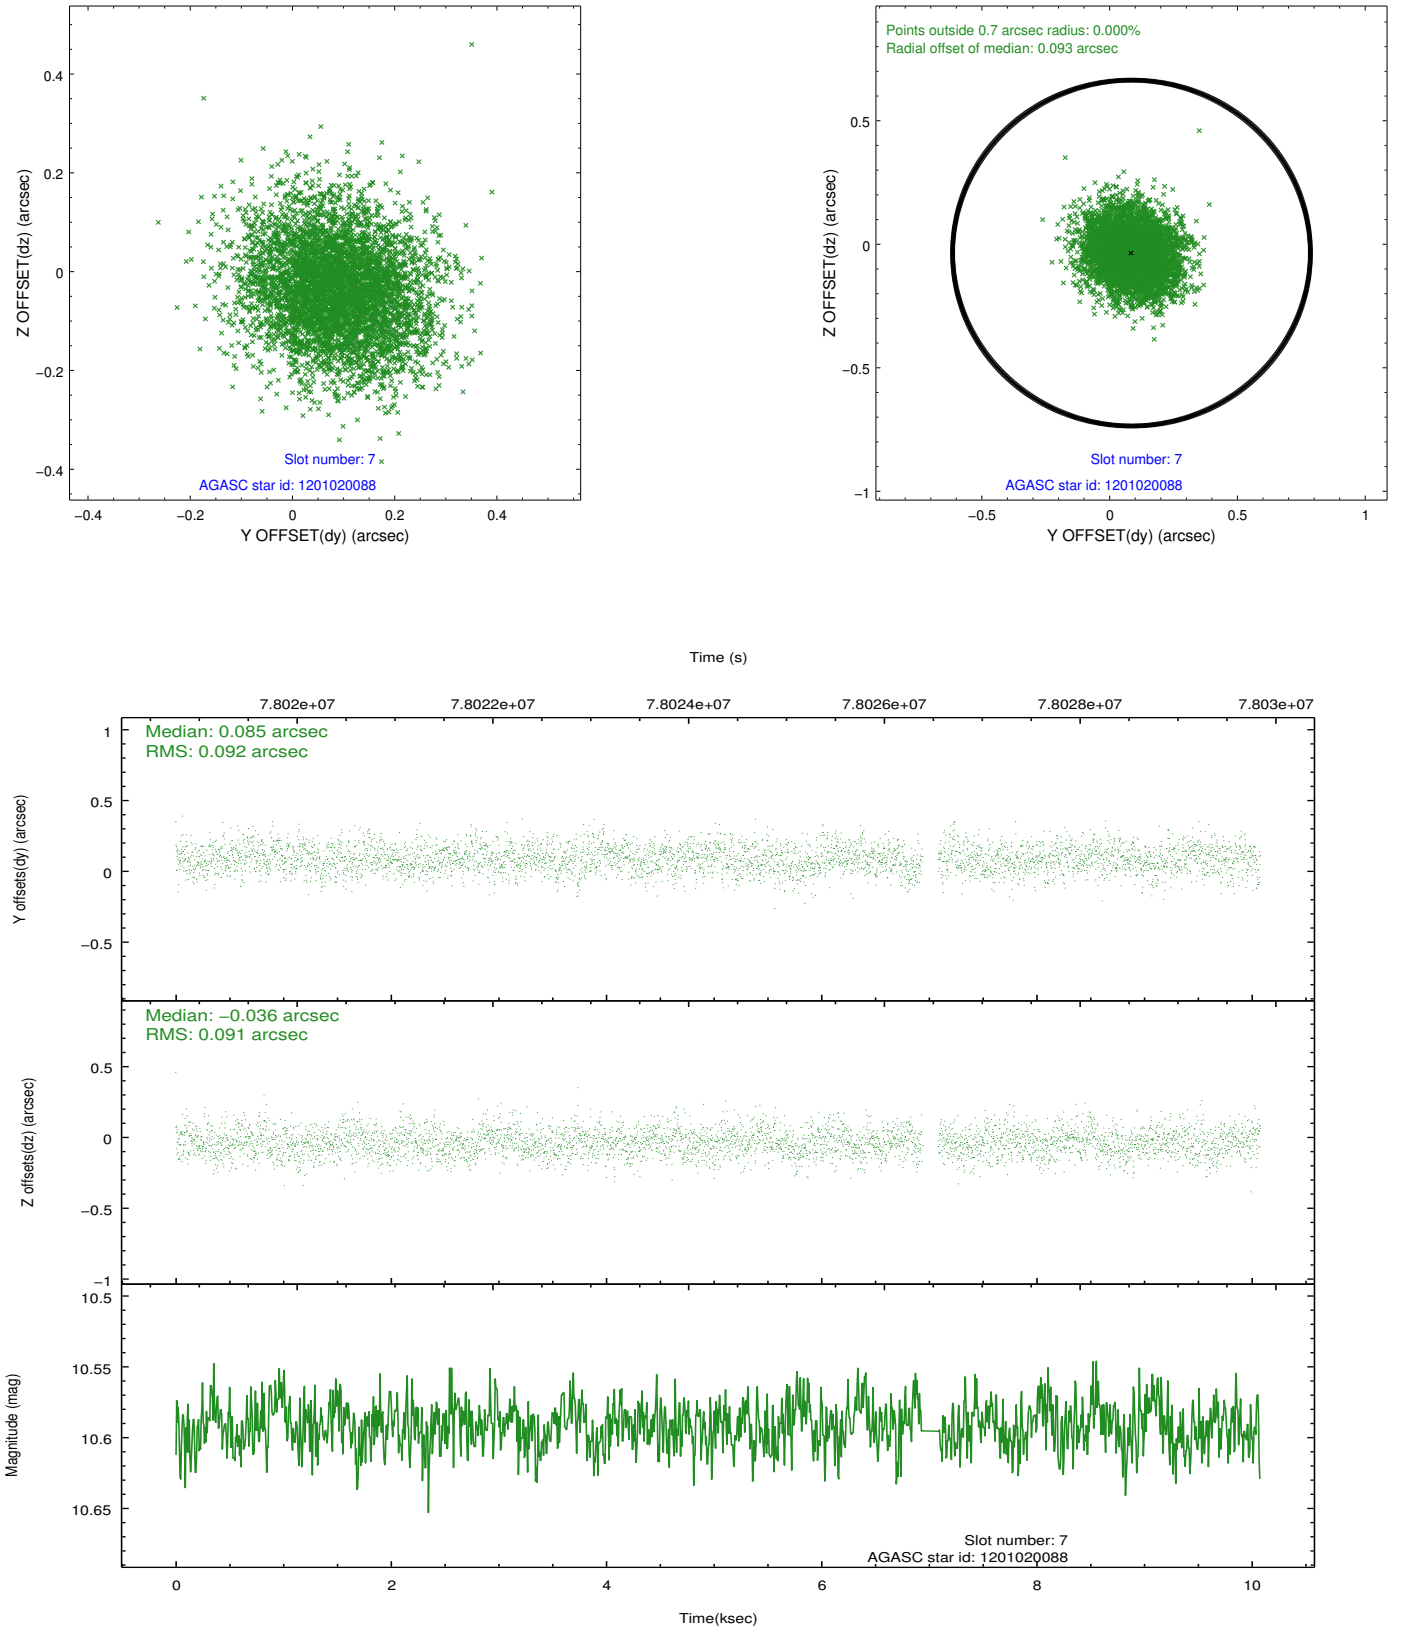 0.4
0.2
0
−0.2
−0.4
Z OFFSET(dz) (arcsec)
Slot number: 7
AGASC star id: 1201020088
−0.4 −0.2 0 0.2 0.4
Y OFFSET(dy) (arcsec)
Points outside 0.7 arcsec radius: 0.000%
Radial offset of median: 0.093 arcsec
0.5
0
−0.5
−1
Z OFFSET(dz) (arcsec)
Slot number: 7
AGASC star id: 1201020088
−0.5 0 0.5 1
Y OFFSET(dy) (arcsec)
Time (s)
7.802e+07 7.8022e+07 7.8024e+07 7.8026e+07 7.8028e+07 7.803e+07
Median: 0.085 arcsec
RMS: 0.092 arcsec
1
0.5
0
−0.5
Y offsets(dy) (arcsec)
Median: −0.036 arcsec
RMS: 0.091 arcsec
0.5
0
−0.5
−1
Z offsets(dz) (arcsec)
10.5
10.55
10.6
10.65
Magnitude (mag)
Slot number: 7
AGASC star id: 1201020088
0 2 4 6 8 10
Time(ksec)